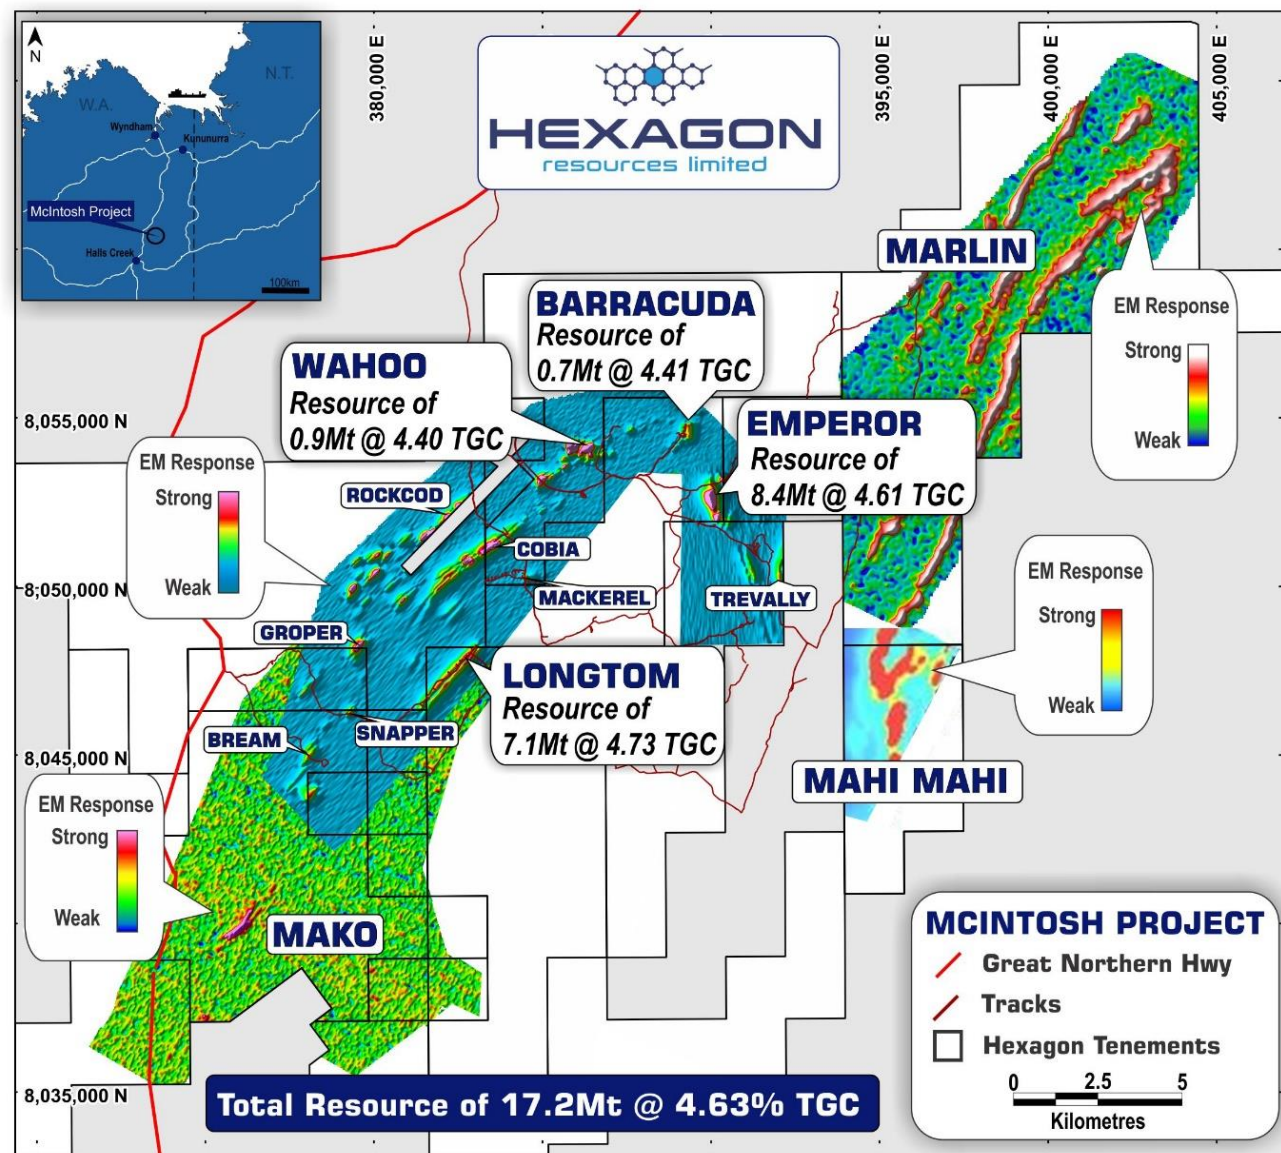 N
W.A.
N.T.
Wyndham
Kununurra
McIntosh Project
Halls Creek
100km
380,000 E
395,000 E
400,000 E
405,000 E
HEXAGON
resources limited
MARLIN
EM Response
Strong
Weak
BARRACUDA
Resource of
0.7Mt @ 4.41 TGC
WAHOO
Resource of
0.9Mt @ 4.40 TGC
EMPEROR
Resource of
8.4Mt @ 4.61 TGC
8,055,000 N
EM Response
Strong
Weak
ROCKCOD
COBIA
MACKEREL
TREVALLY
8,050,000 N
EM Response
Strong
Weak
GROPER
LONGTOM
Resource of
7.1Mt @ 4.73 TGC
BREAM
SNAPPER
8,045,000 N
MAHI MAHI
EM Response
Strong
Weak
MAKO
MCINTOSH PROJECT
Great Northern Hwy
Tracks
Hexagon Tenements
0 2.5 5
Kilometres
8,035,000 N
Total Resource of 17.2Mt @ 4.63% TGC